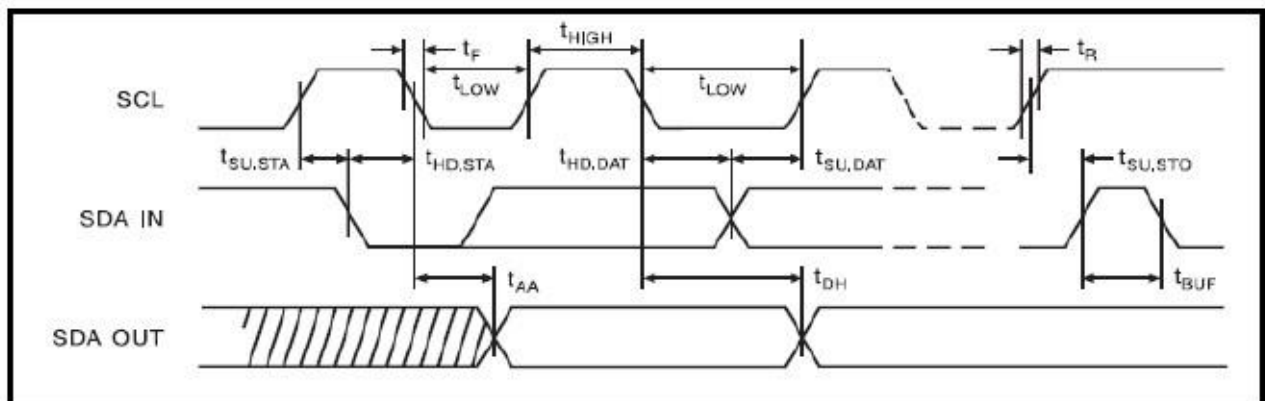 tHIGH
tF
tR
tLOW
tLOW
SCL
tSU.STA
tHD.STA
tHD.DAT
tSU.DAT
tSU.STO
SDA IN
tAA
tDH
tBUF
SDA OUT